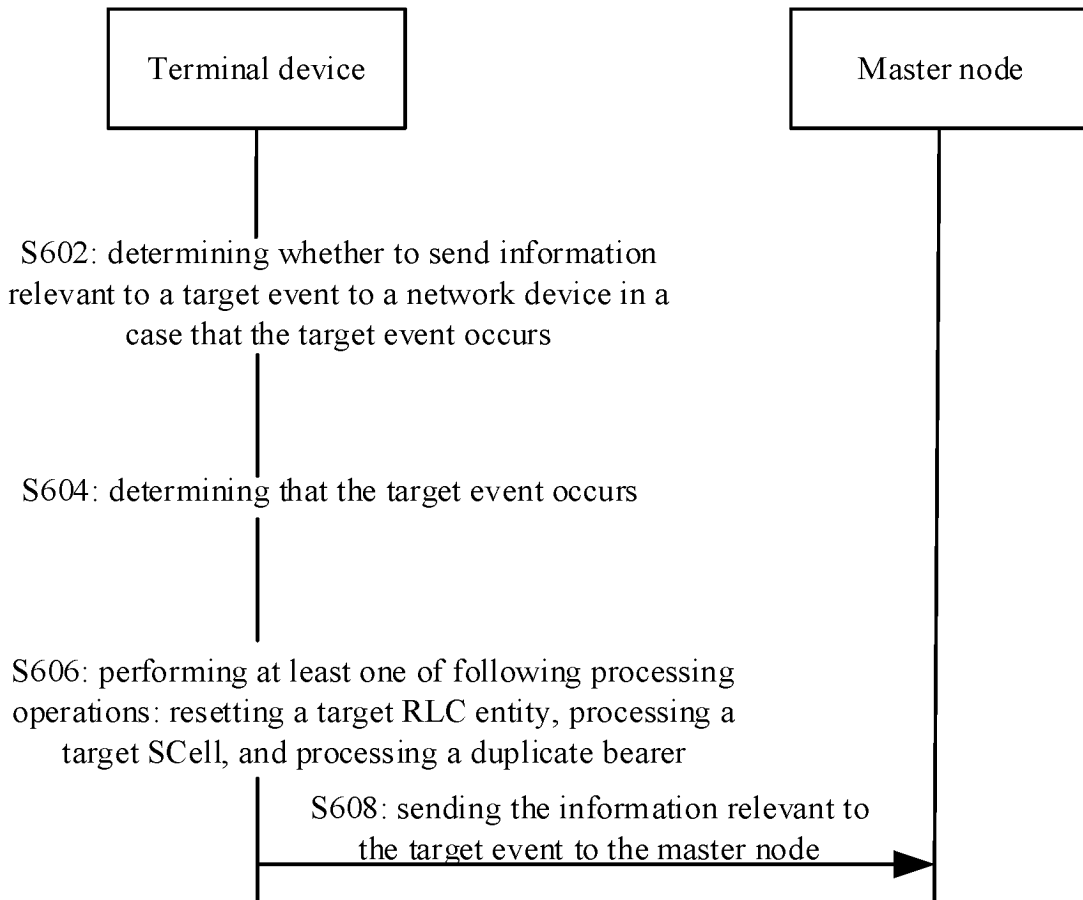 Terminal device
Master node
S602: determining whether to send information
relevant to a target event to a network device in a
case that the target event occurs
S604: determining that the target event occurs
S606: performing at least one of following processing
operations: resetting a target RLC entity, processing a
target SCell, and processing a duplicate bearer
S608: sending the information relevant to
the target event to the master node